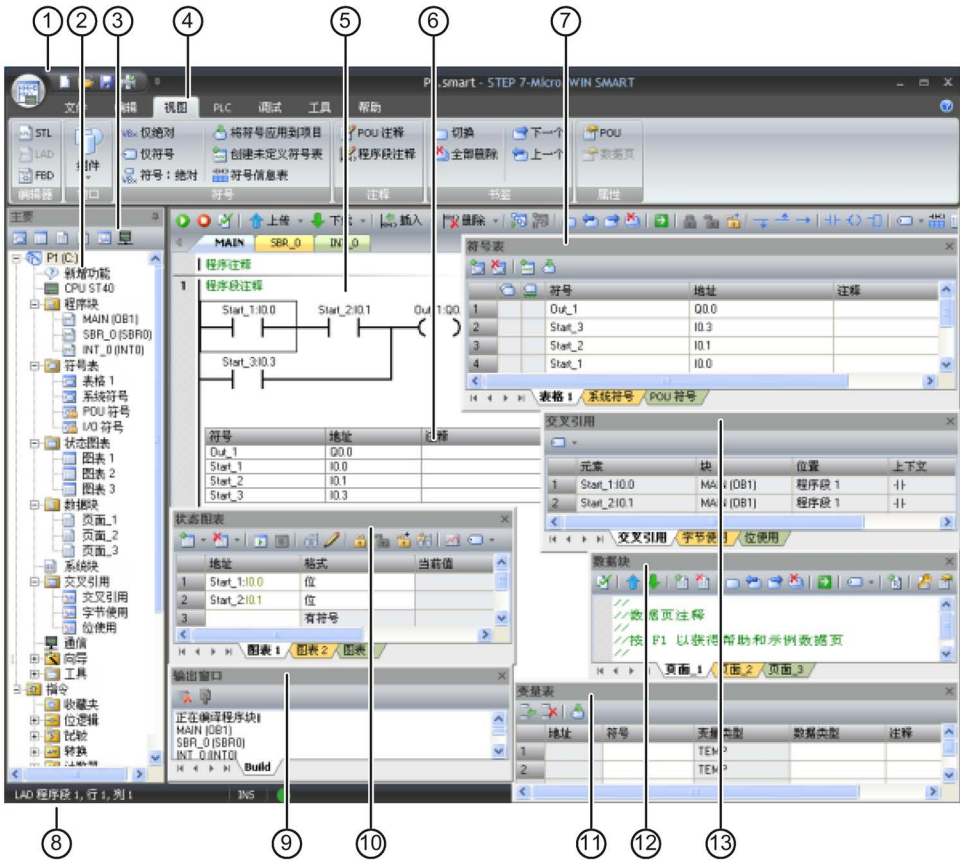 ① ② ③ ④ ⑤ ⑥ ⑦
.smart - STEP 7-Micro WIN SMART
编辑 视图 PLC 调试 工具 帮助
STL 仅绝对 将符号应用到项目 POU 注释 切换 下一个 POU
LAD 组件 仅符号 创建未定义符号表 程序段注释 全部删除 上一个 数据页
FBD 符号：绝对 符号信息表
编辑器 窗口 符号 注释 书签 属性
主要
上传 下载 插入 删除
P1 (C:)
新增功能
CPU ST40
程序块
MAIN (OB1)
SBR_0 (SBR0)
INT_0 (INT0)
符号表
表格 1
系统符号
POU 符号
I/O 符号
状态图表
图表 1
图表 2
图表 3
数据块
页面_1
页面_2
页面_3
系统块
交叉引用
交叉引用
字节使用
位使用
通信
向导
工具
指令
收藏夹
位逻辑
时钟
转换
计数器
MAIN SBR_0 INT_0
程序注释
1 程序段注释
Start_1:I0.0 Start_2:I0.1 Out_1:Q0.
Start_3:I0.3
符号 地址 注释
Out_1 Q0.0
Start_1 I0.0
Start_2 I0.1
Start_3 I0.3
符号表
符号 地址 注释
1 Out_1 Q0.0
2 Start_3 I0.3
3 Start_2 I0.1
4 Start_1 I0.0
表格 1 系统符号 POU 符号
交叉引用
元素 块 位置 上下文
1 Start_1:I0.0 MAIN (OB1) 程序段 1
2 Start_2:I0.1 MAIN (OB1) 程序段 1
交叉引用 字节使用 位使用
状态图表
地址 格式 当前值
1 Start_1:I0.0 位
2 Start_2:I0.1 位
3 有符号
图表 1 图表 2 图表
数据块
//
//数据页注释
//按 F1 以获得帮助和示例数据页
//
页面_1 页面_2 页面_3
输出窗口
正在编译程序块
MAIN (OB1)
SBR_0 (SBR0)
INT_0 (INT0)
Build
变量表
地址 符号 变量类型 数据类型 注释
1 TEMP
2 TEMP
LAD 程序段 1, 行 1, 列 1 INS
⑧ ⑨ ⑩ ⑪ ⑫ ⑬